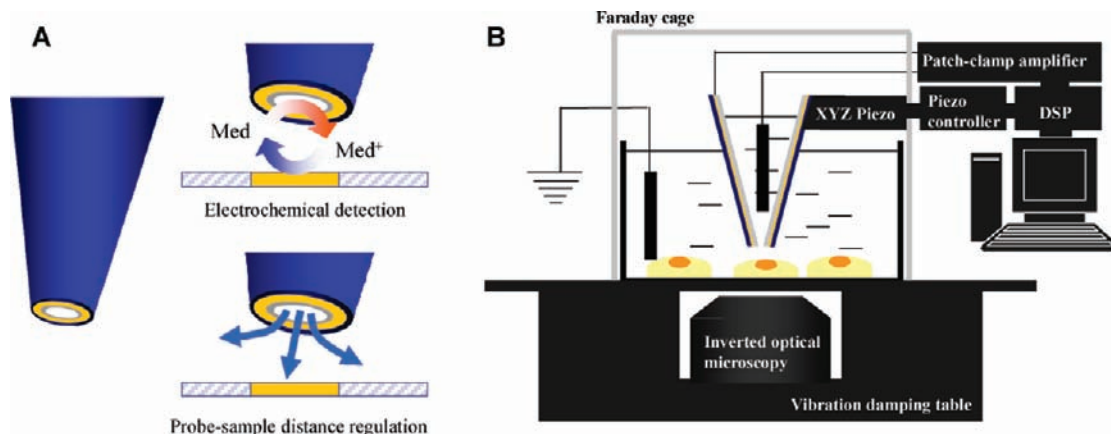 A
Med
Med⁺
Electrochemical detection
Probe-sample distance regulation
B
Faraday cage
Patch-clamp amplifier
XYZ Piezo
Piezo
controller
DSP
Inverted optical
microscopy
Vibration damping table